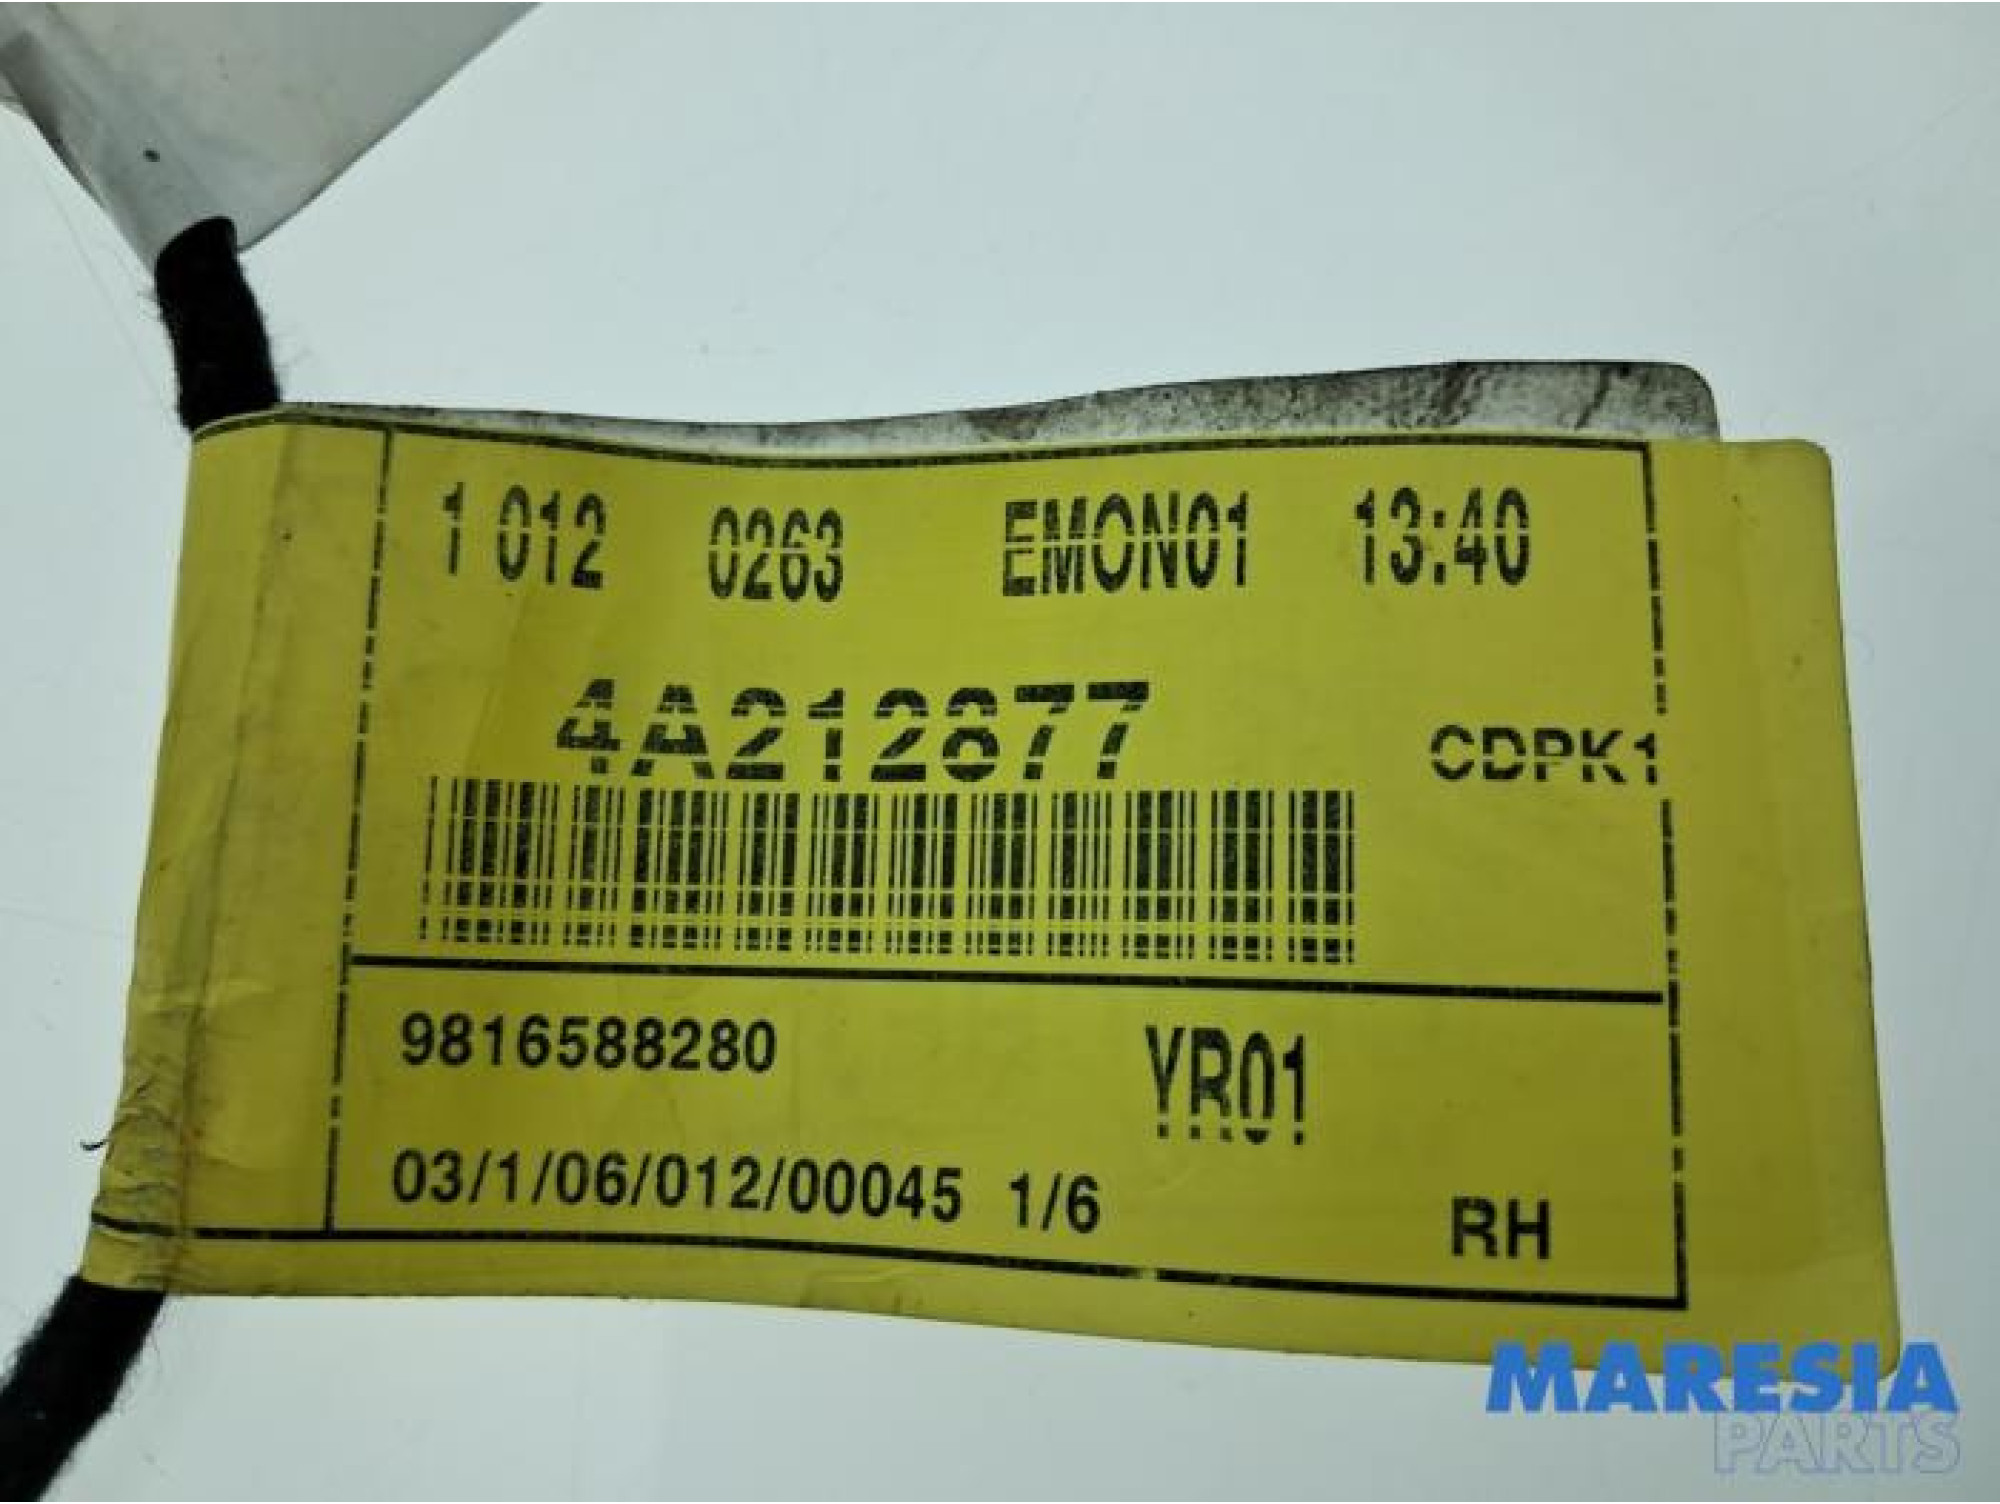 1 012 0263 EMON01 13:40
4A212877
CDPK1
9816588280 YR01
03/1/06/012/00045 1/6
RH
MARESIA
PARTS